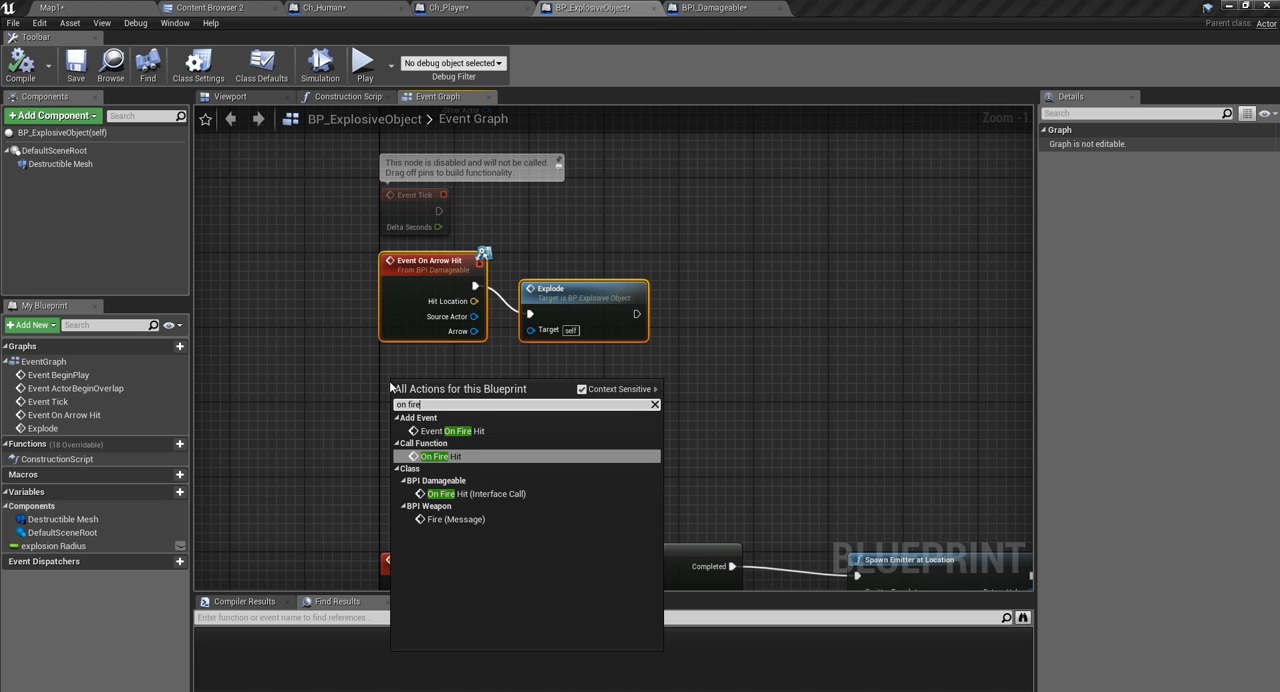 Map1*
Content Browser 2
Ch_Human*
Ch_Player*
BP_ExplosiveObject*
BPI_Damageable*
File Edit Asset View Debug Window Help
Parent class: Actor
Toolbar
Compile
Save
Browse
Find
Class Settings
Class Defaults
Simulation
Play
No debug object selected
Debug Filter
Components
+ Add Component
Search
BP_ExplosiveObject(self)
DefaultSceneRoot
Destructible Mesh
My Blueprint
+ Add New
Search
Graphs
EventGraph
Event BeginPlay
Event ActorBeginOverlap
Event Tick
Event On Arrow Hit
Explode
Functions (18 Overridable)
ConstructionScript
Macros
Variables
Components
Destructible Mesh
DefaultSceneRoot
explosion Radius
Event Dispatchers
Viewport
Construction Scrip
Event Graph
BP_ExplosiveObject > Event Graph
Zoom -1
This node is disabled and will not be called.
Drag off pins to build functionality.
Event Tick
Delta Seconds
Event On Arrow Hit
From BPI Damageable
Hit Location
Source Actor
Arrow
Explode
Target is BP Explosive Object
Target self
All Actions for this Blueprint
Context Sensitive
on fire
Add Event
Event On Fire Hit
Call Function
On Fire Hit
Class
BPI Damageable
On Fire Hit (Interface Call)
BPI Weapon
Fire (Message)
Completed
BLUEPRINT
Spawn Emitter at Location
Compiler Results
Find Results
Enter function or event name to find references...
Details
Search
Graph
Graph is not editable.